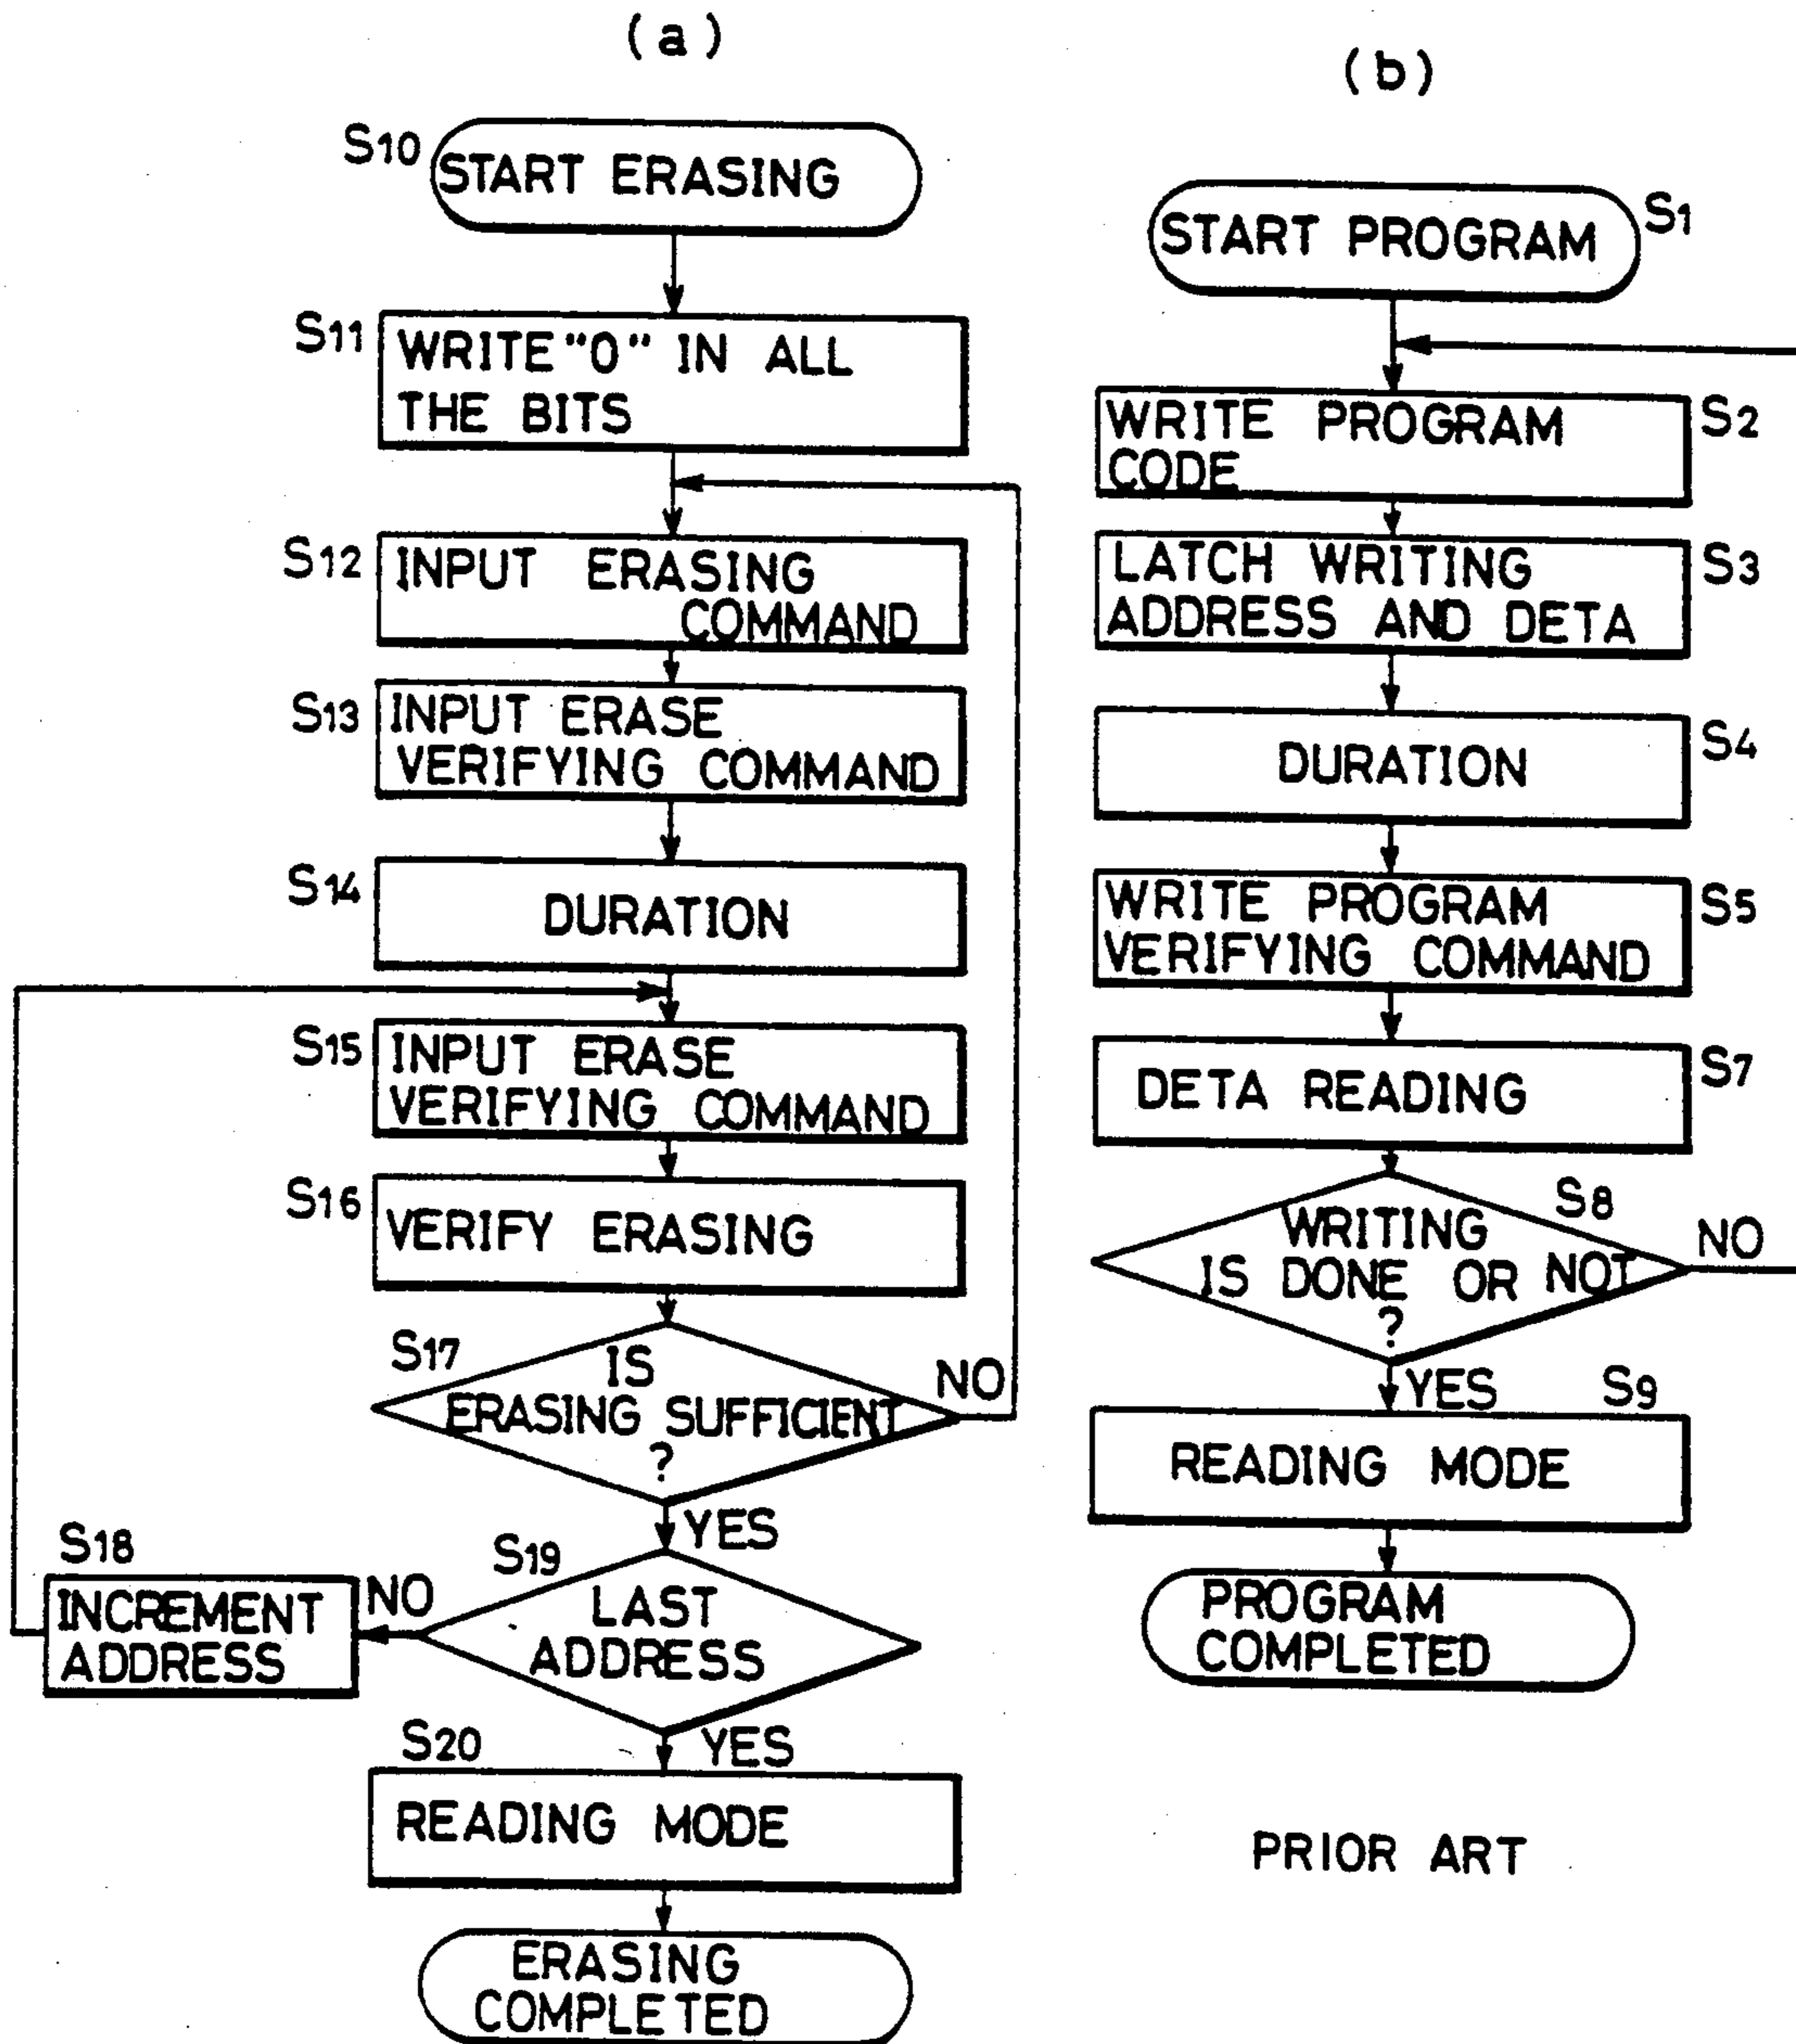 (a)
S10
START ERASING
S11
WRITE "0" IN ALL
THE BITS
S12
INPUT ERASING
COMMAND
S13
INPUT ERASE
VERIFYING COMMAND
S14
DURATION
S15
INPUT ERASE
VERIFYING COMMAND
S16
VERIFY ERASING
S17
IS
ERASING SUFFICIENT
?
NO
YES
S18
INCREMENT
ADDRESS
NO
S19
LAST
ADDRESS
YES
S20
READING MODE
ERASING
COMPLETED
(b)
START PROGRAM
S1
WRITE PROGRAM
CODE
S2
LATCH WRITING
ADDRESS AND DETA
S3
DURATION
S4
WRITE PROGRAM
VERIFYING COMMAND
S5
DETA READING
S7
S8
WRITING
IS DONE OR NOT
?
NO
YES
S9
READING MODE
PROGRAM
COMPLETED
PRIOR ART